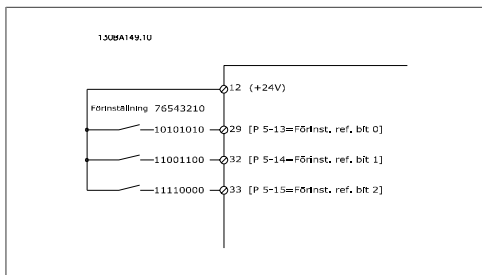 130BA149.10
12 (+24V)
Förinställning 76543210
10101010 29 [P 5-13=Förinst. ref. bit 0]
11001100 32 [P 5-14=Förinst. ref. bit 1]
11110000 33 [P 5-15=Förinst. ref. bit 2]